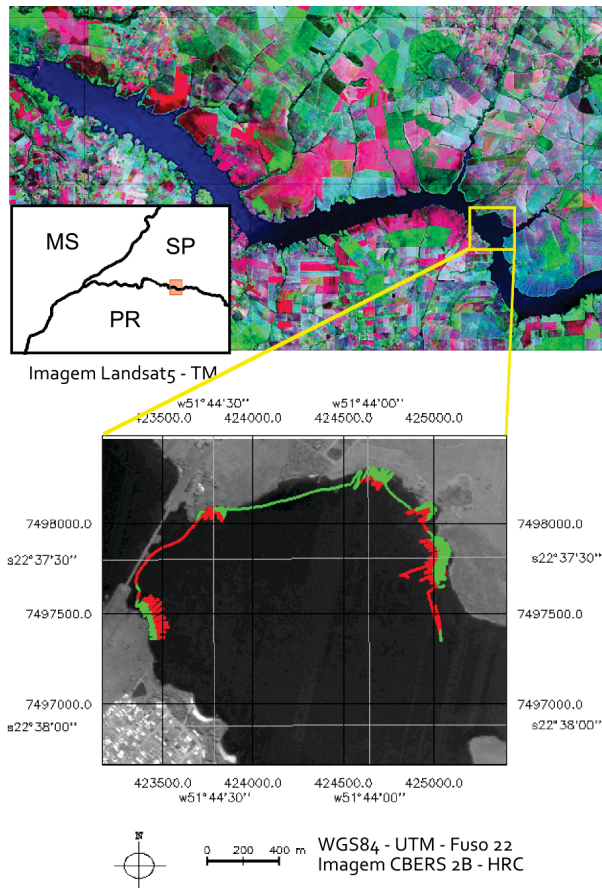 MS
SP
PR
Imagem Landsat5 - TM
w51°44'30'' w51°44'00''
423500.0 424000.0 424500.0 425000.0
7498000.0 7498000.0
s22°37'30'' s22°37'30''
7497500.0 7497500.0
7497000.0 7497000.0
s22°38'00'' s22°38'00''
423500.0 424000.0 424500.0 425000.0
w51°44'30'' w51°44'00''
N
0 200 400 m
WGS84 - UTM - Fuso 22
Imagem CBERS 2B - HRC